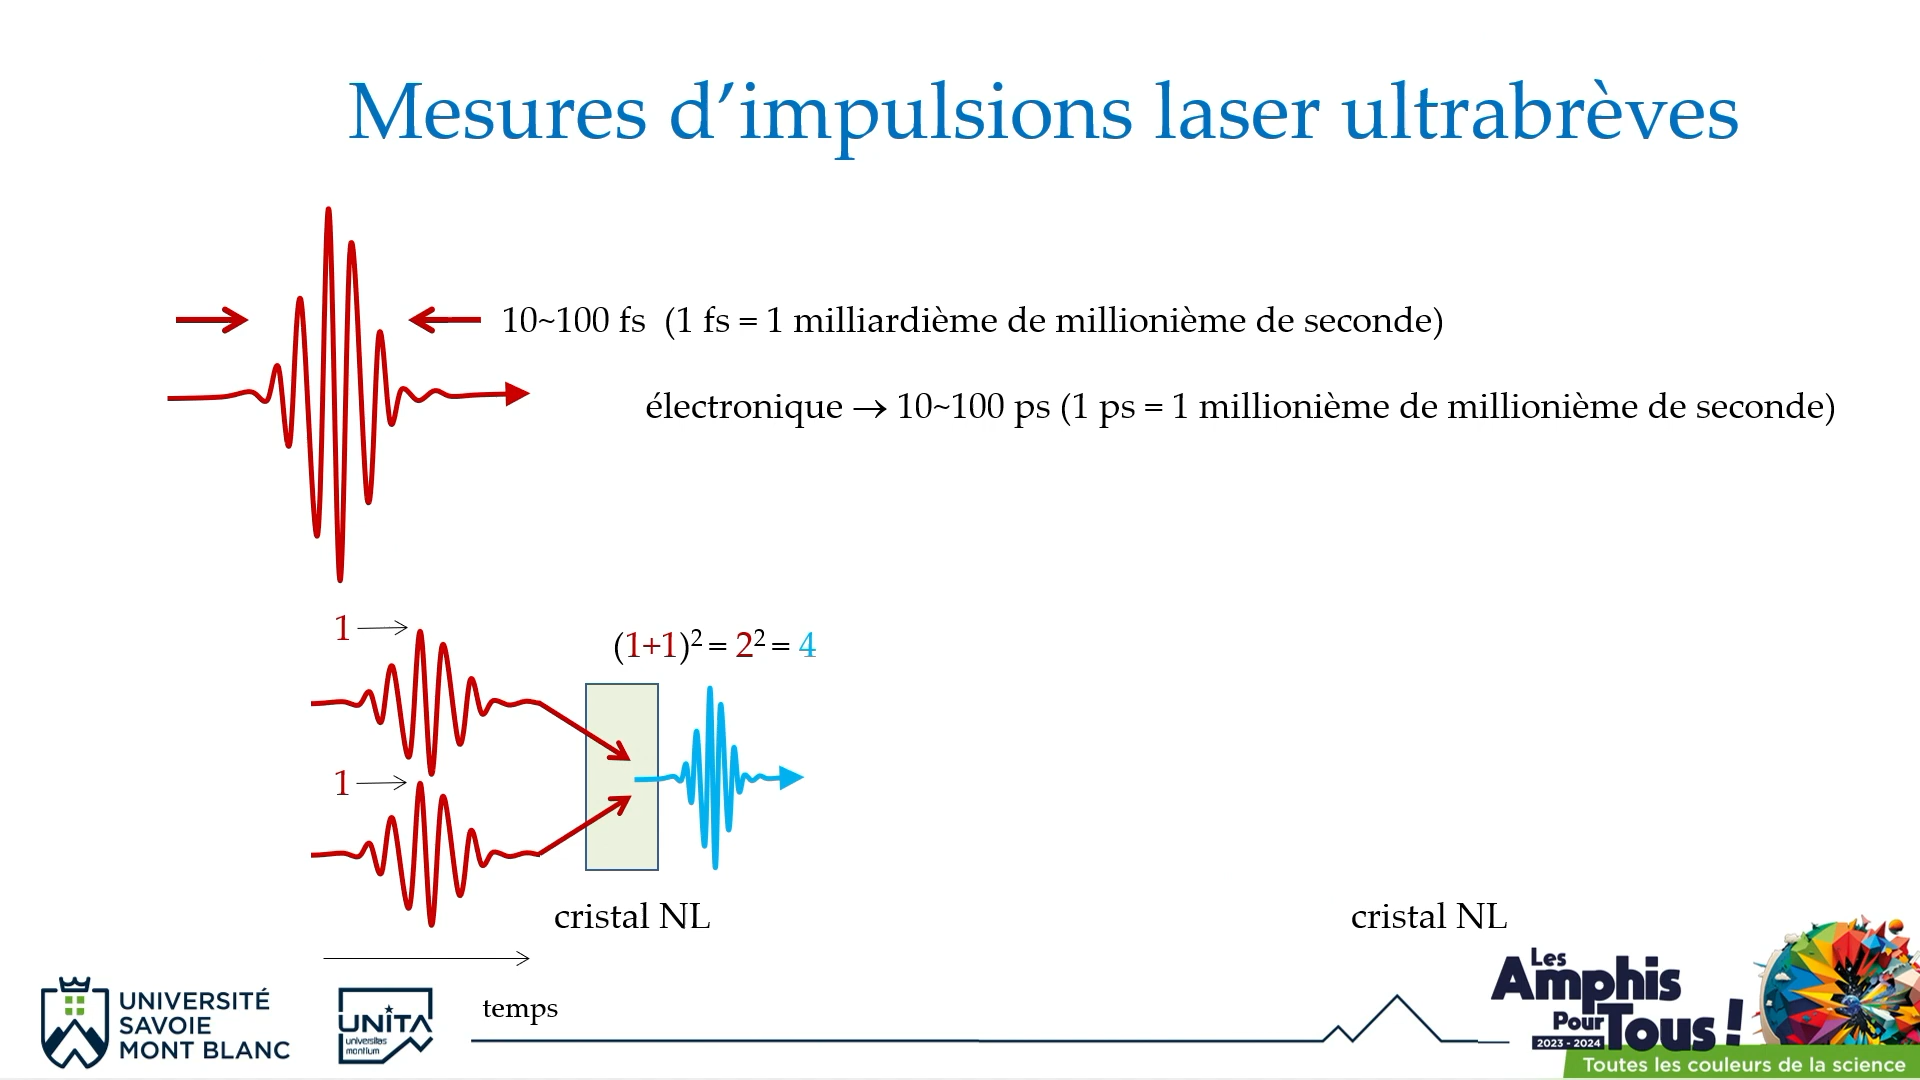 Mesures d’impulsions laser ultrabrèves
10~100 fs (1 fs = 1 milliardième de millionième de seconde)
électronique → 10~100 ps (1 ps = 1 millionième de millionième de seconde)
1
(1+1)² = 2² = 4
1
cristal NL
cristal NL
temps
UNIVERSITÉ
SAVOIE
MONT BLANC
UNITA
universitas
montium
Les
Amphis
Pour
Tous !
2023 - 2024
Toutes les couleurs de la science